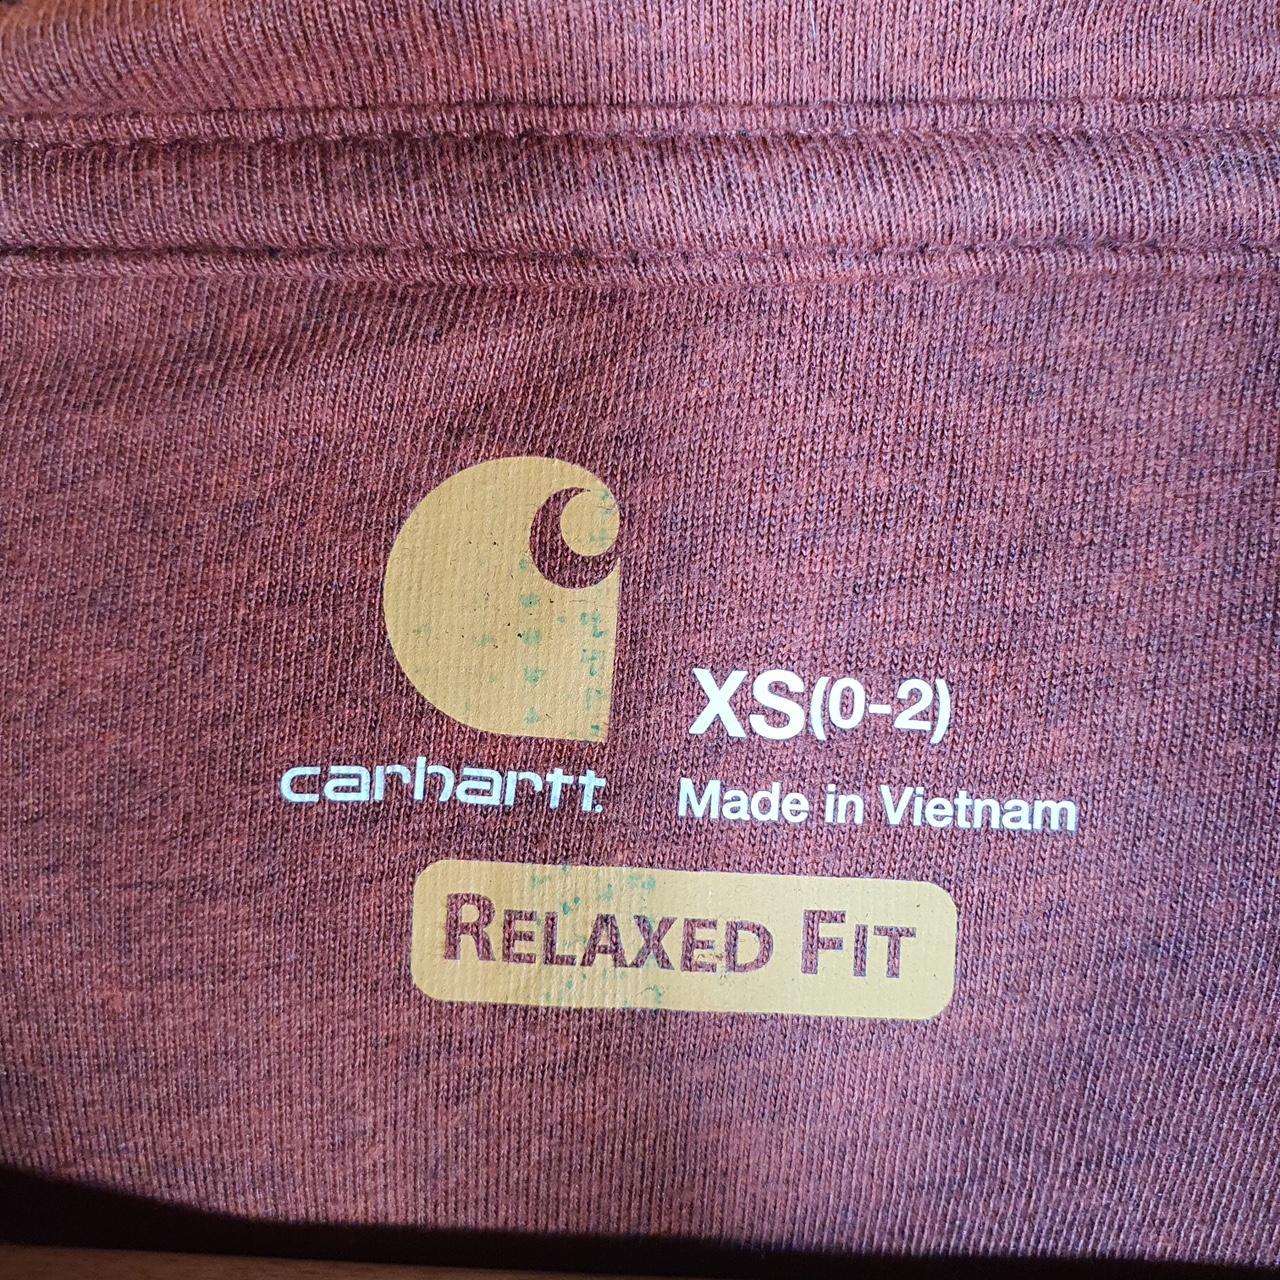 XS(0-2)
carhartt.
Made in Vietnam
RELAXED FIT